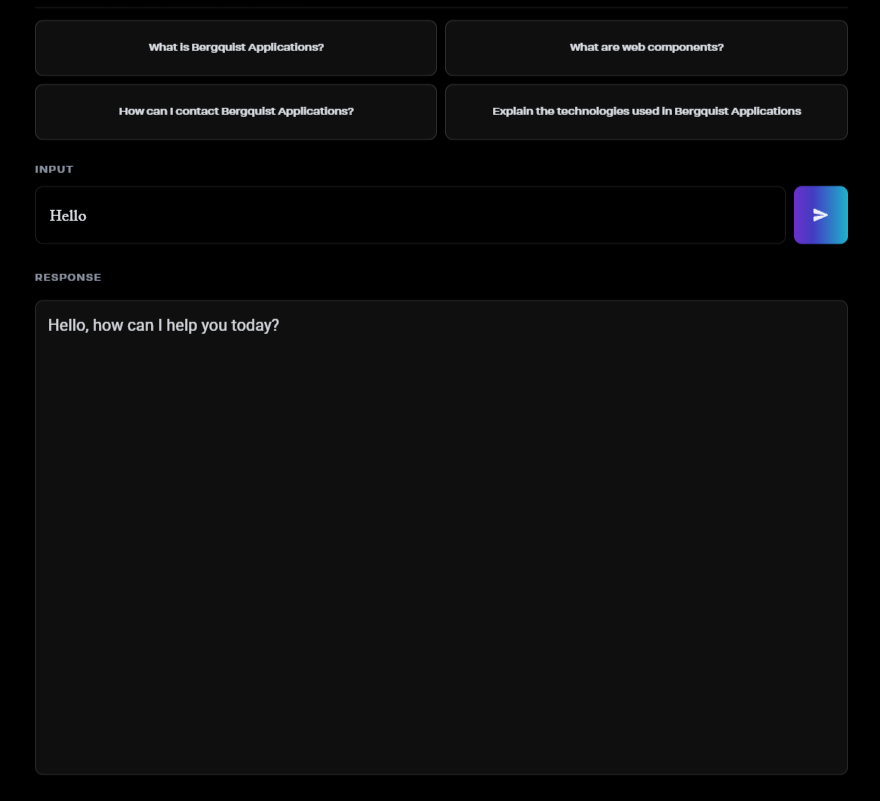 What is Bergquist Applications?
What are web components?
How can I contact Bergquist Applications?
Explain the technologies used in Bergquist Applications
INPUT
Hello
RESPONSE
Hello, how can I help you today?